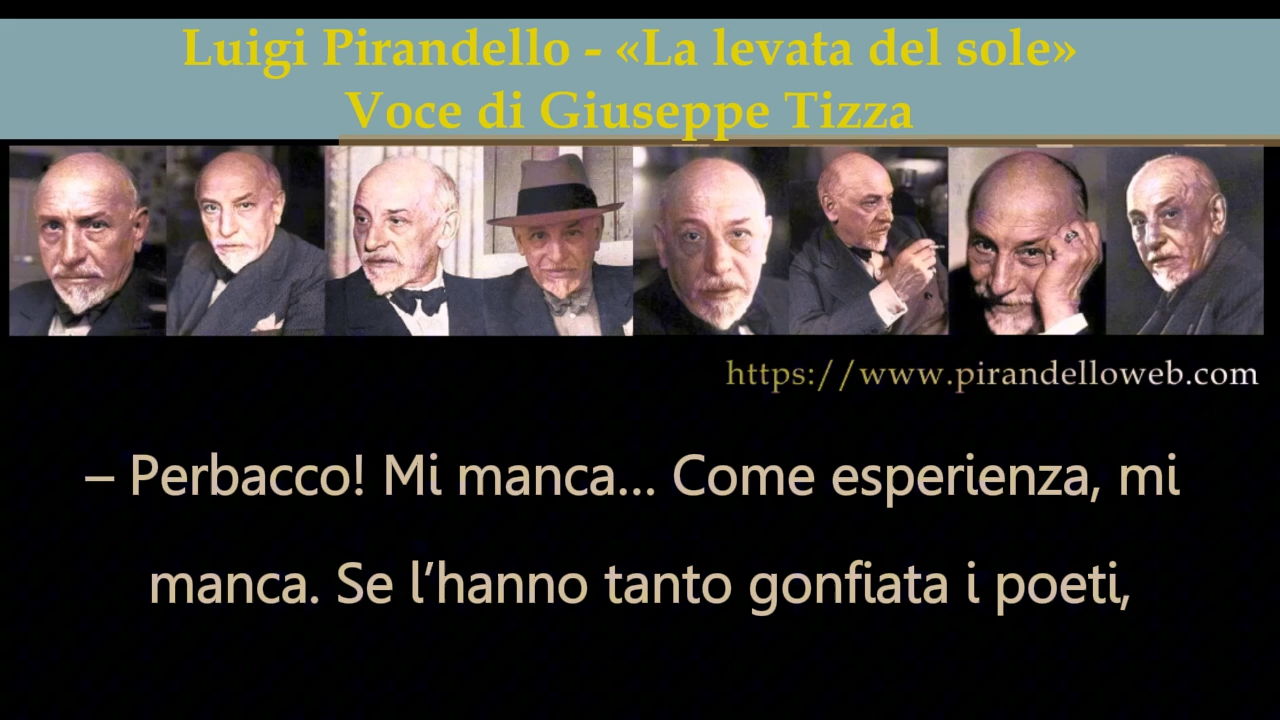 Luigi Pirandello - «La levata del sole»
Voce di Giuseppe Tizza
https://www.pirandelloweb.com
– Perbacco! Mi manca... Come esperienza, mi
manca. Se l’hanno tanto gonfiata i poeti,